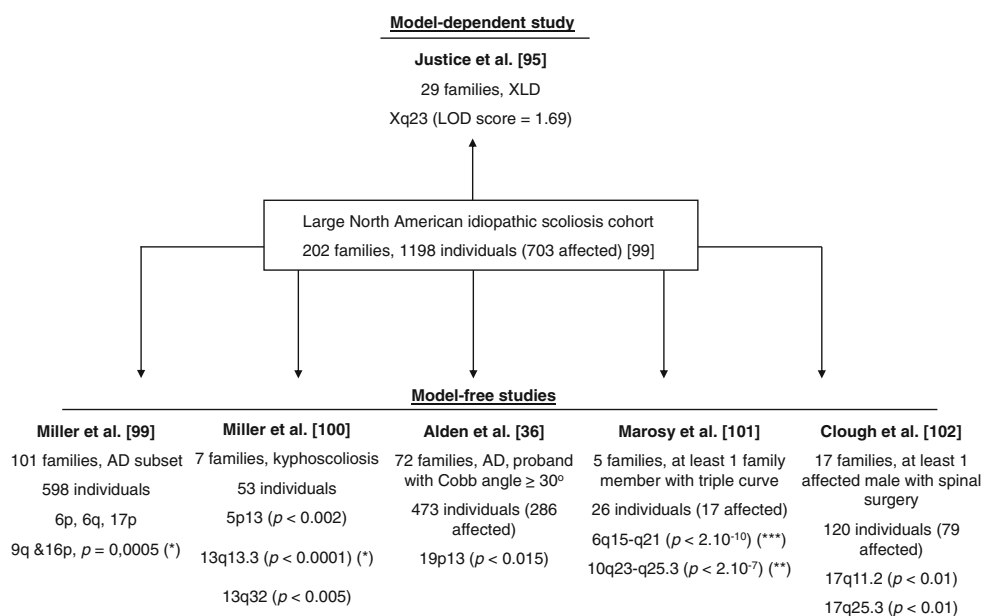 Model-dependent study
Justice et al. [95]
29 families, XLD
Xq23 (LOD score = 1.69)
Large North American idiopathic scoliosis cohort
202 families, 1198 individuals (703 affected) [99]
Model-free studies
Miller et al. [99]
101 families, AD subset
598 individuals
6p, 6q, 17p
9q &16p, p = 0,0005 (*)
Miller et al. [100]
7 families, kyphoscoliosis
53 individuals
5p13 (p < 0.002)
13q13.3 (p < 0.0001) (*)
13q32 (p < 0.005)
Alden et al. [36]
72 families, AD, proband
with Cobb angle ≥ 30º
473 individuals (286
affected)
19p13 (p < 0.015)
Marosy et al. [101]
5 families, at least 1 family
member with triple curve
26 individuals (17 affected)
6q15-q21 (p < 2.10⁻¹⁰) (***)
10q23-q25.3 (p < 2.10⁻⁷) (**)
Clough et al. [102]
17 families, at least 1
affected male with spinal
surgery
120 individuals (79
affected)
17q11.2 (p < 0.01)
17q25.3 (p < 0.01)